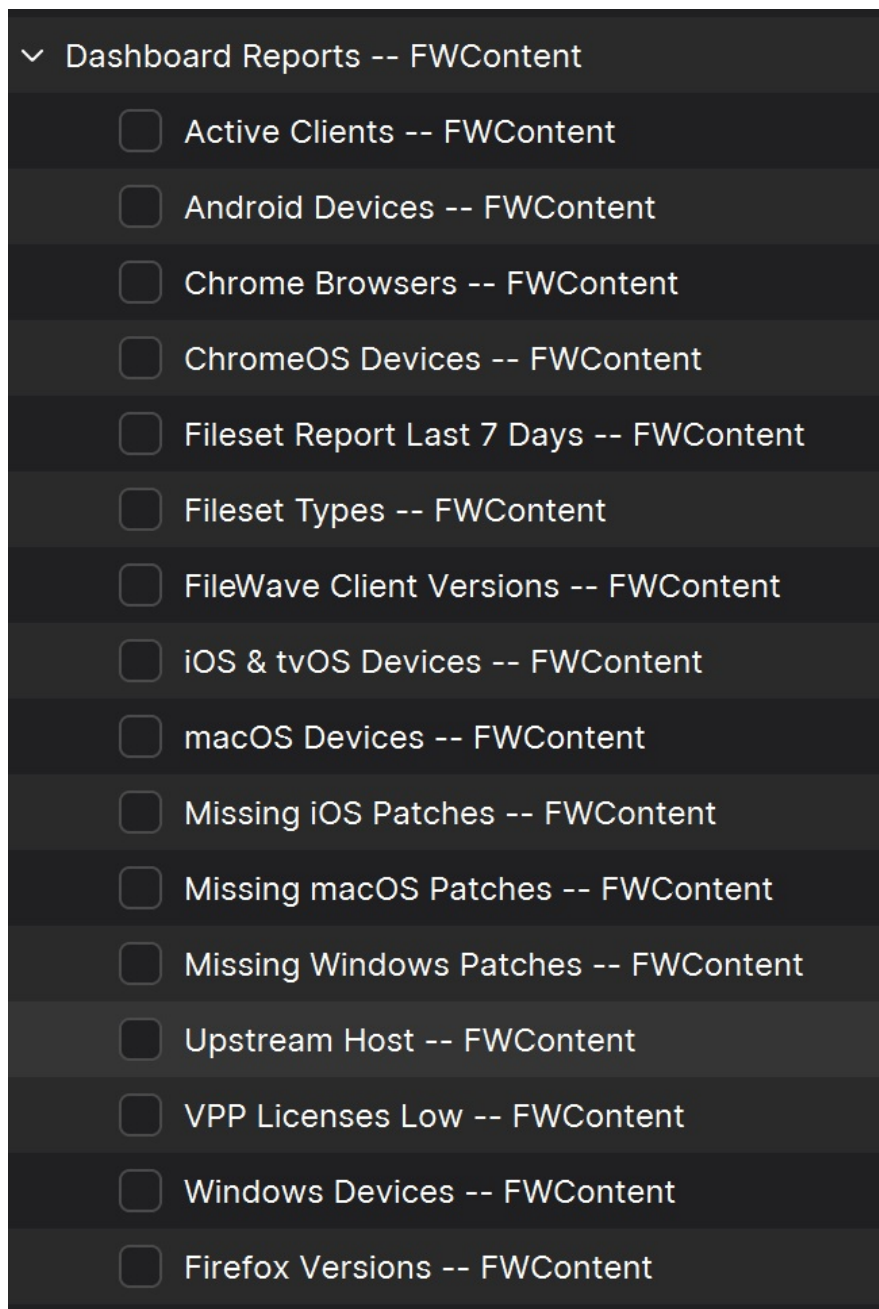 Dashboard Reports -- FWContent
Active Clients -- FWContent
Android Devices -- FWContent
Chrome Browsers -- FWContent
ChromeOS Devices -- FWContent
Fileset Report Last 7 Days -- FWContent
Fileset Types -- FWContent
FileWave Client Versions -- FWContent
iOS & tvOS Devices -- FWContent
macOS Devices -- FWContent
Missing iOS Patches -- FWContent
Missing macOS Patches -- FWContent
Missing Windows Patches -- FWContent
Upstream Host -- FWContent
VPP Licenses Low -- FWContent
Windows Devices -- FWContent
Firefox Versions -- FWContent